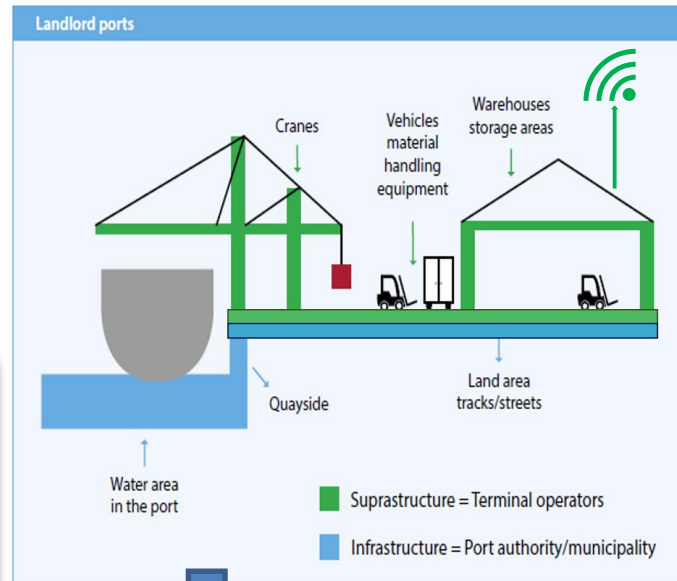 Landlord ports
Cranes
Vehicles
material
handling
equipment
Warehouses
storage areas
Quayside
Land area
tracks/streets
Water area
in the port
Suprastructure = Terminal operators
Infrastructure = Port authority/municipality